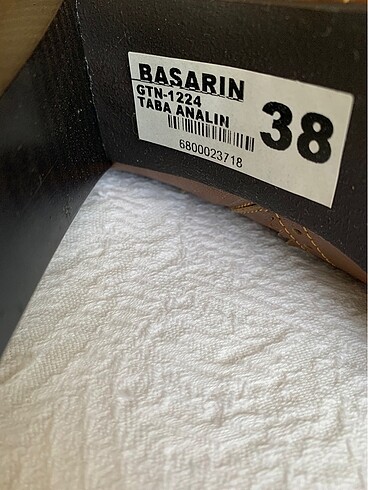 BASARIN
GTN-1224
TABA ANALIN
38
6800023718